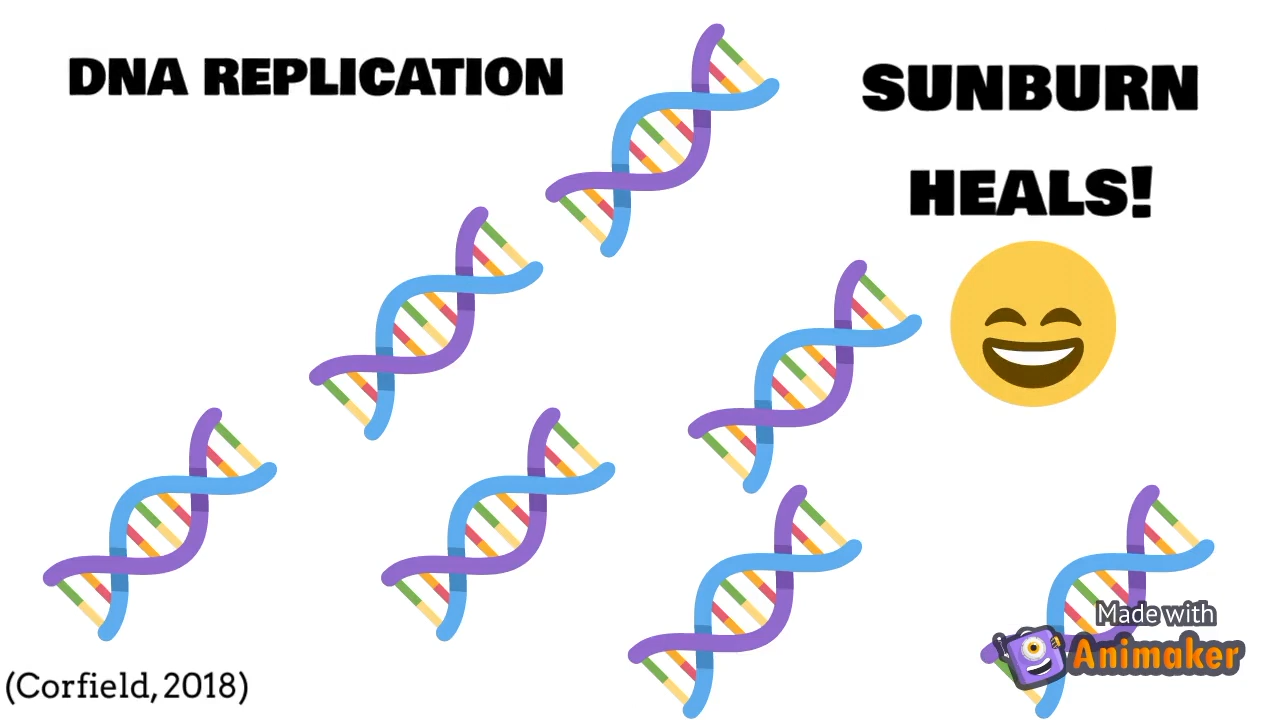 DNA REPLICATION
SUNBURN
HEALS!
Made with
Animaker
(Corfield, 2018)